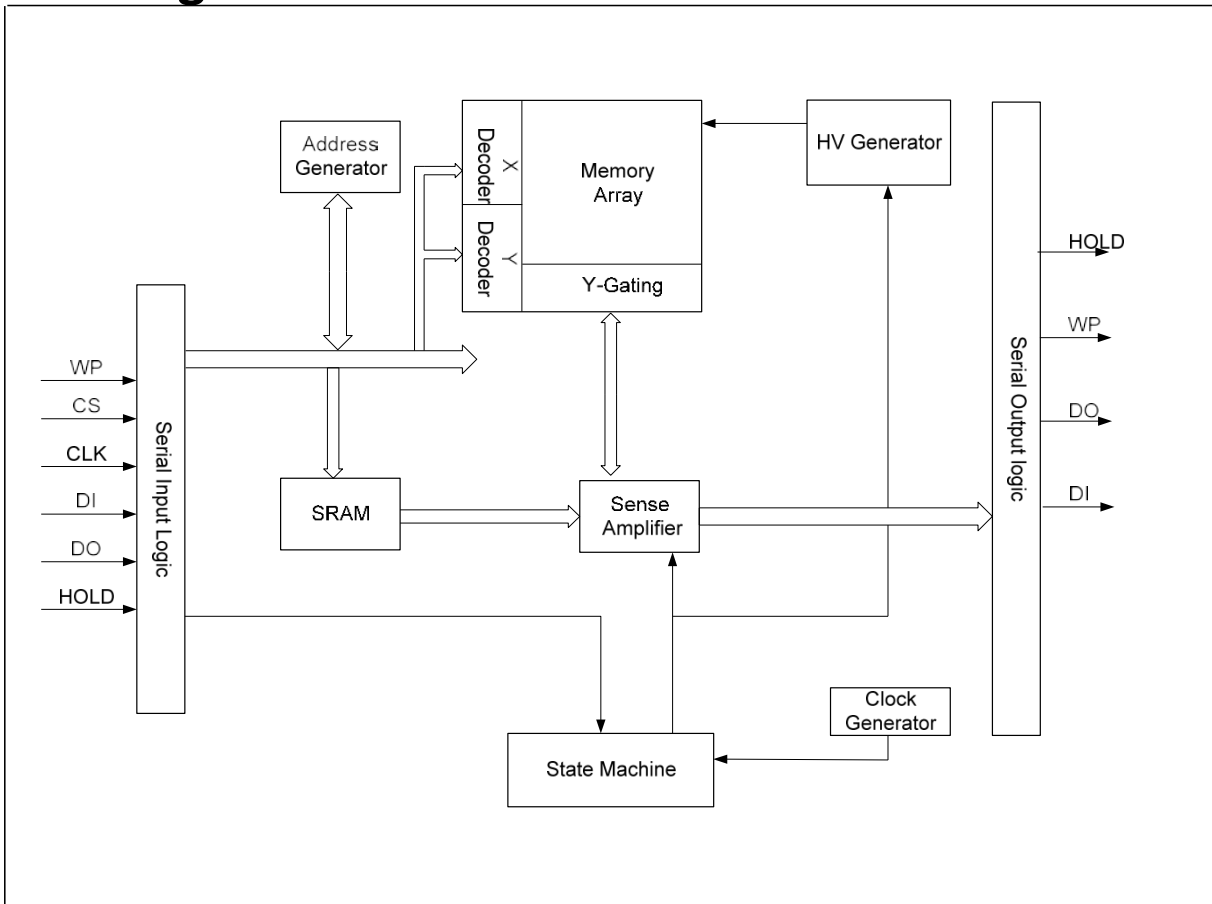 Address
Generator
X
Decoder
Y
Decoder
Memory
Array
Y-Gating
HV Generator
WP
CS
CLK
DI
DO
HOLD
Serial Input Logic
SRAM
Sense
Amplifier
State Machine
Clock
Generator
Serial Output logic
HOLD
WP
DO
DI